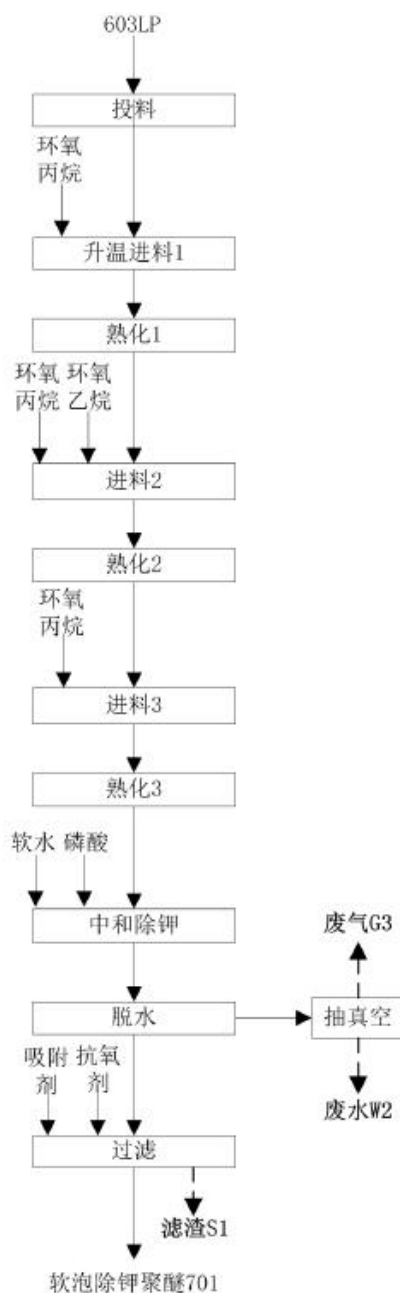 603LP
投料
环氧
丙烷
升温进料1
熟化1
环氧
丙烷
环氧
乙烷
进料2
熟化2
环氧
丙烷
进料3
熟化3
软水
磷酸
中和除钾
脱水
抽真空
废气G3
废水W2
吸附
剂
抗氧
剂
过滤
滤渣S1
软泡除钾聚醚701